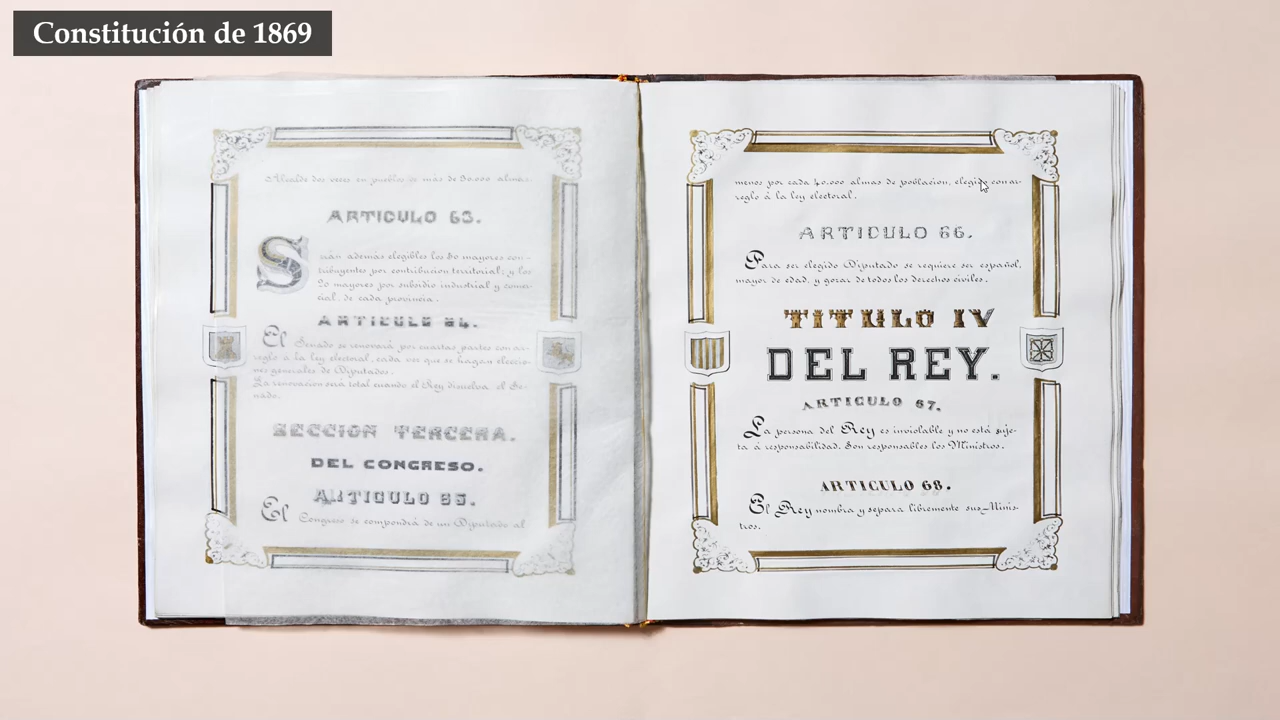 Constitución de 1869
Alcalde dos veces en pueblos de más de 30.000 almas.
ARTICULO 63.
Serán además elegibles los 50 mayores con-
tribuyentes por contribucion territorial; y los
20 mayores por subsidio industrial y comer-
cial, de cada provincia.
ARTICULO 64.
El Senado se renovará por cuartas partes con ar-
reglo á la ley electoral, cada vez que se hagan eleccio-
nes generales de Diputados.
La renovacion será total cuando el Rey disuelva el Se-
nado.
SECCION TERCERA.
DEL CONGRESO.
ARTICULO 65.
El Congreso se compondrá de un Diputado al
menos por cada 40.000 almas de poblacion, elegido con ar-
reglo á la ley electoral.
ARTICULO 66.
Para ser elegido Diputado se requiere ser español,
mayor de edad, y gozar de todos los derechos civiles.
TITULO IV
DEL REY.
ARTICULO 67.
La persona del Rey es inviolable y no está suje-
ta á responsabilidad. Son responsables los Ministros.
ARTICULO 68.
El Rey nombra y separa libremente sus Minis-
tros.